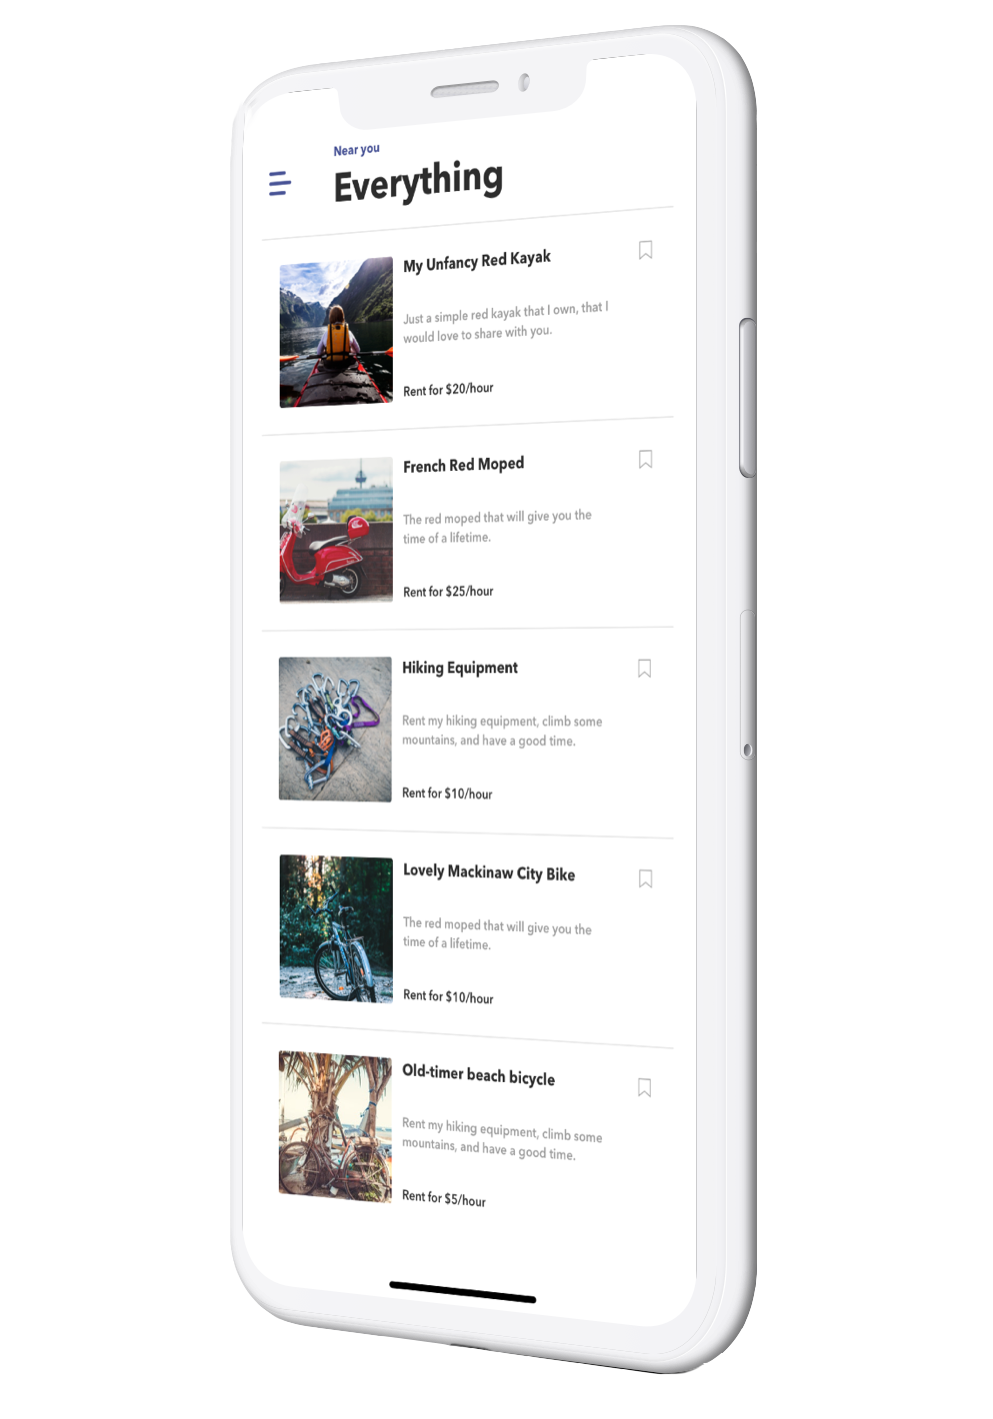 Near you
Everything
My Unfancy Red Kayak
Just a simple red kayak that I own, that I
would love to share with you.
Rent for $20/hour
French Red Moped
The red moped that will give you the
time of a lifetime.
Rent for $25/hour
Hiking Equipment
Rent my hiking equipment, climb some
mountains, and have a good time.
Rent for $10/hour
Lovely Mackinaw City Bike
The red moped that will give you the
time of a lifetime.
Rent for $10/hour
Old-timer beach bicycle
Rent my hiking equipment, climb some
mountains, and have a good time.
Rent for $5/hour